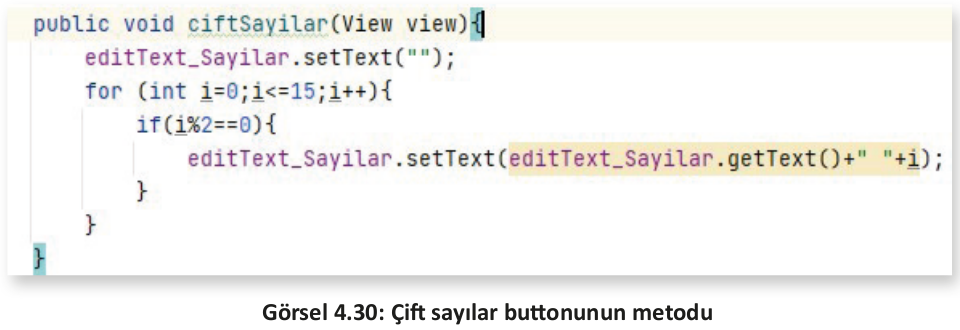 public void ciftSayilar(View view){
editText_Sayilar.setText("");
for (int i=0;i<=15;i++){
if(i%2==0){
editText_Sayilar.setText(editText_Sayilar.getText()+" "+i);
}
}
}
Görsel 4.30: Çift sayılar buttonunun metodu